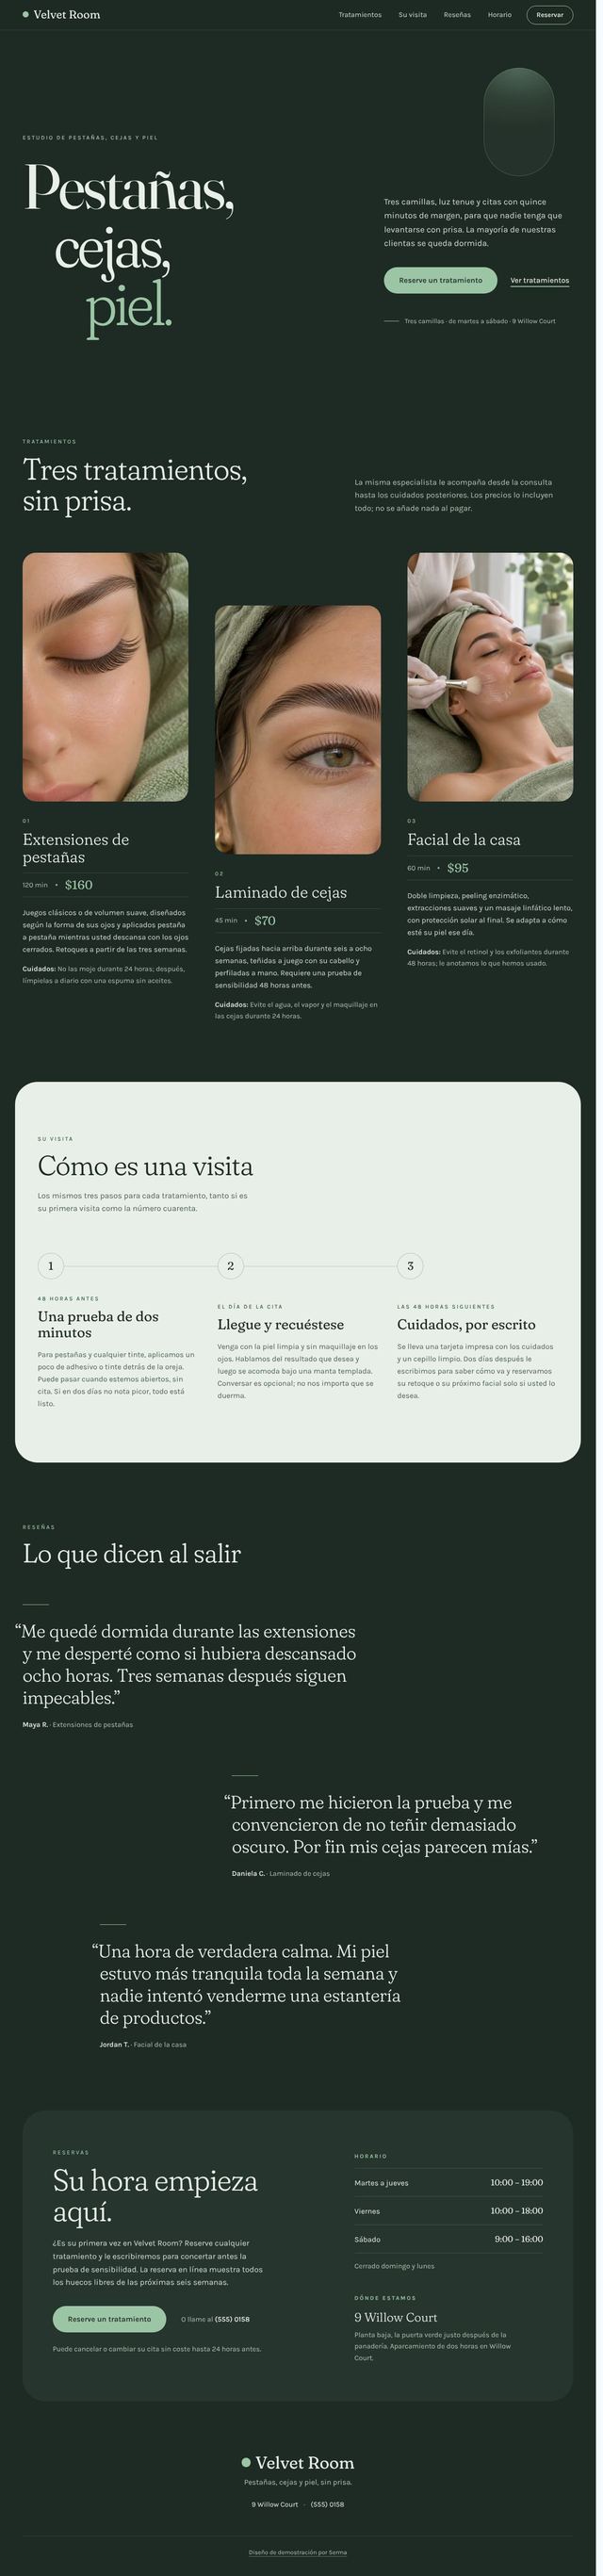 Velvet Room
Tratamientos
Su visita
Reseñas
Horario
Reservar
ESTUDIO DE PESTAÑAS, CEJAS Y PIEL
Pestañas,
cejas,
piel.
Tres camillas, luz tenue y citas con quince
minutos de margen, para que nadie tenga que
levantarse con prisa. La mayoría de nuestras
clientas se queda dormida.
Reserve un tratamiento
Ver tratamientos
Tres camillas · de martes a sábado · 9 Willow Court
TRATAMIENTOS
Tres tratamientos,
sin prisa.
La misma especialista le acompaña desde la consulta
hasta los cuidados posteriores. Los precios lo incluyen
todo; no se añade nada al pagar.
01
Extensiones de
pestañas
120 min • $160
Juegos clásicos o de volumen suave, diseñados
según la forma de sus ojos y aplicados pestaña
a pestaña mientras usted descansa con los ojos
cerrados. Retoques a partir de las tres semanas.
Cuidados: No las moje durante 24 horas; después,
límpielas a diario con una espuma sin aceites.
02
Laminado de cejas
45 min • $70
Cejas fijadas hacia arriba durante seis a ocho
semanas, teñidas a juego con su cabello y
perfiladas a mano. Requiere una prueba de
sensibilidad 48 horas antes.
Cuidados: Evite el agua, el vapor y el maquillaje en
las cejas durante 24 horas.
03
Facial de la casa
60 min • $95
Doble limpieza, peeling enzimático,
extracciones suaves y un masaje linfático lento,
con protección solar al final. Se adapta a cómo
esté su piel ese día.
Cuidados: Evite el retinol y los exfoliantes durante
48 horas; le anotamos lo que hemos usado.
SU VISITA
Cómo es una visita
Los mismos tres pasos para cada tratamiento, tanto si es
su primera visita como la número cuarenta.
1
48 HORAS ANTES
Una prueba de dos
minutos
Para pestañas y cualquier tinte, aplicamos un
poco de adhesivo o tinte detrás de la oreja.
Puede pasar cuando estemos abiertos, sin
cita. Si en dos días no nota picor, todo está
listo.
2
EL DÍA DE LA CITA
Llegue y recuéstese
Venga con la piel limpia y sin maquillaje en los
ojos. Hablamos del resultado que desea y
luego se acomoda bajo una manta templada.
Conversar es opcional; no nos importa que se
duerma.
3
LAS 48 HORAS SIGUIENTES
Cuidados, por escrito
Se lleva una tarjeta impresa con los cuidados
y un cepillo limpio. Dos días después le
escribimos para saber cómo va y reservamos
su retoque o su próximo facial solo si usted lo
desea.
RESEÑAS
Lo que dicen al salir
“Me quedé dormida durante las extensiones
y me desperté como si hubiera descansado
ocho horas. Tres semanas después siguen
impecables.”
Maya R. · Extensiones de pestañas
“Primero me hicieron la prueba y me
convencieron de no teñir demasiado
oscuro. Por fin mis cejas parecen mías.”
Daniela C. · Laminado de cejas
“Una hora de verdadera calma. Mi piel
estuvo más tranquila toda la semana y
nadie intentó venderme una estantería
de productos.”
Jordan T. · Facial de la casa
RESERVAS
Su hora empieza
aquí.
¿Es su primera vez en Velvet Room? Reserve cualquier
tratamiento y le escribiremos para concertar antes la
prueba de sensibilidad. La reserva en línea muestra todos
los huecos libres de las próximas seis semanas.
Reserve un tratamiento
O llame al (555) 0158
Puede cancelar o cambiar su cita sin coste hasta 24 horas antes.
HORARIO
Martes a jueves 10:00 – 19:00
Viernes 10:00 – 18:00
Sábado 9:00 – 16:00
Cerrado domingo y lunes
DÓNDE ESTAMOS
9 Willow Court
Planta baja, la puerta verde justo después de la
panadería. Aparcamiento de dos horas en Willow
Court.
Velvet Room
Pestañas, cejas y piel, sin prisa.
9 Willow Court · (555) 0158
Diseño de demostración por Serma